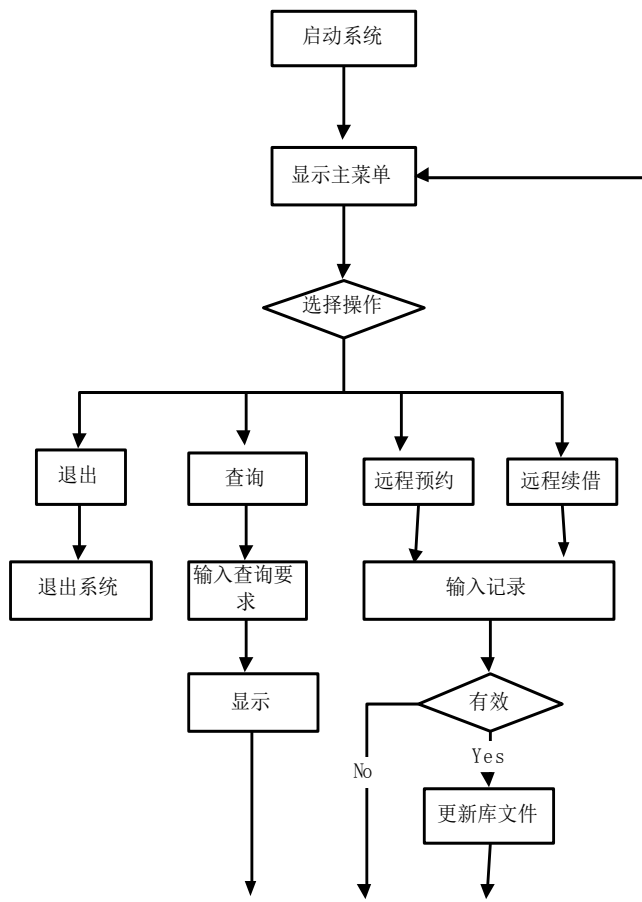 启动系统
显示主菜单
选择操作
退出
查询
远程预约
远程续借
退出系统
输入查询要
求
输入记录
显示
有效
No
Yes
更新库文件